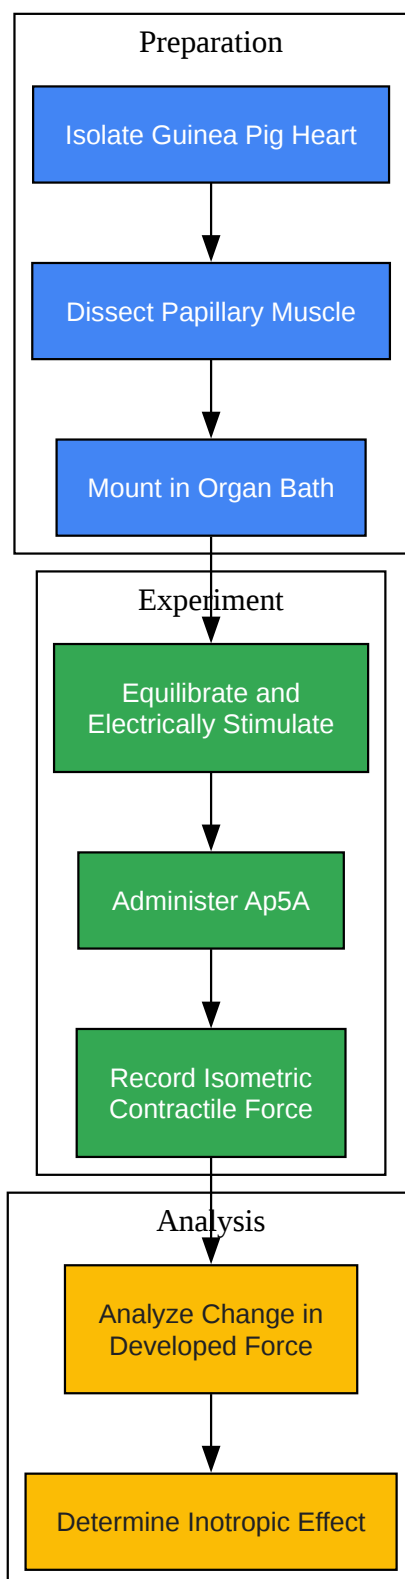 Preparation
Isolate Guinea Pig Heart
Dissect Papillary Muscle
Mount in Organ Bath
Experiment
Equilibrate and
Electrically Stimulate
Administer Ap5A
Record Isometric
Contractile Force
Analysis
Analyze Change in
Developed Force
Determine Inotropic Effect